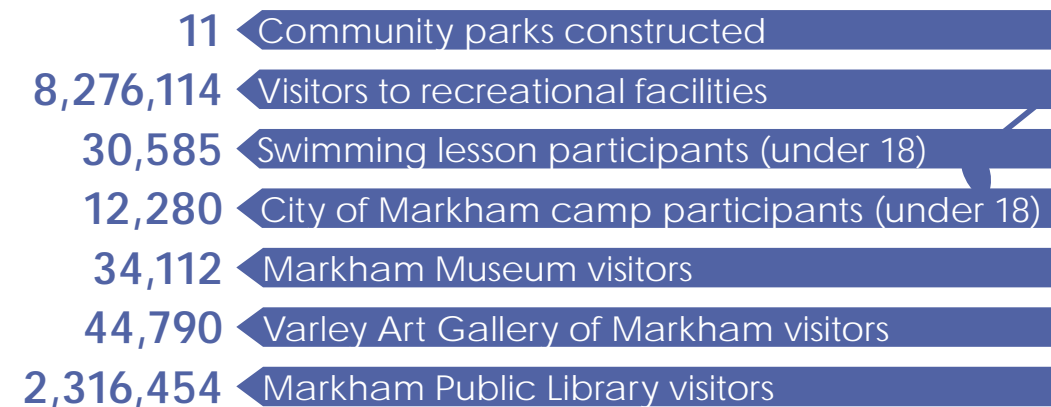 11 Community parks constructed
8,276,114 Visitors to recreational facilities
30,585 Swimming lesson participants (under 18)
12,280 City of Markham camp participants (under 18)
34,112 Markham Museum visitors
44,790 Varley Art Gallery of Markham visitors
2,316,454 Markham Public Library visitors